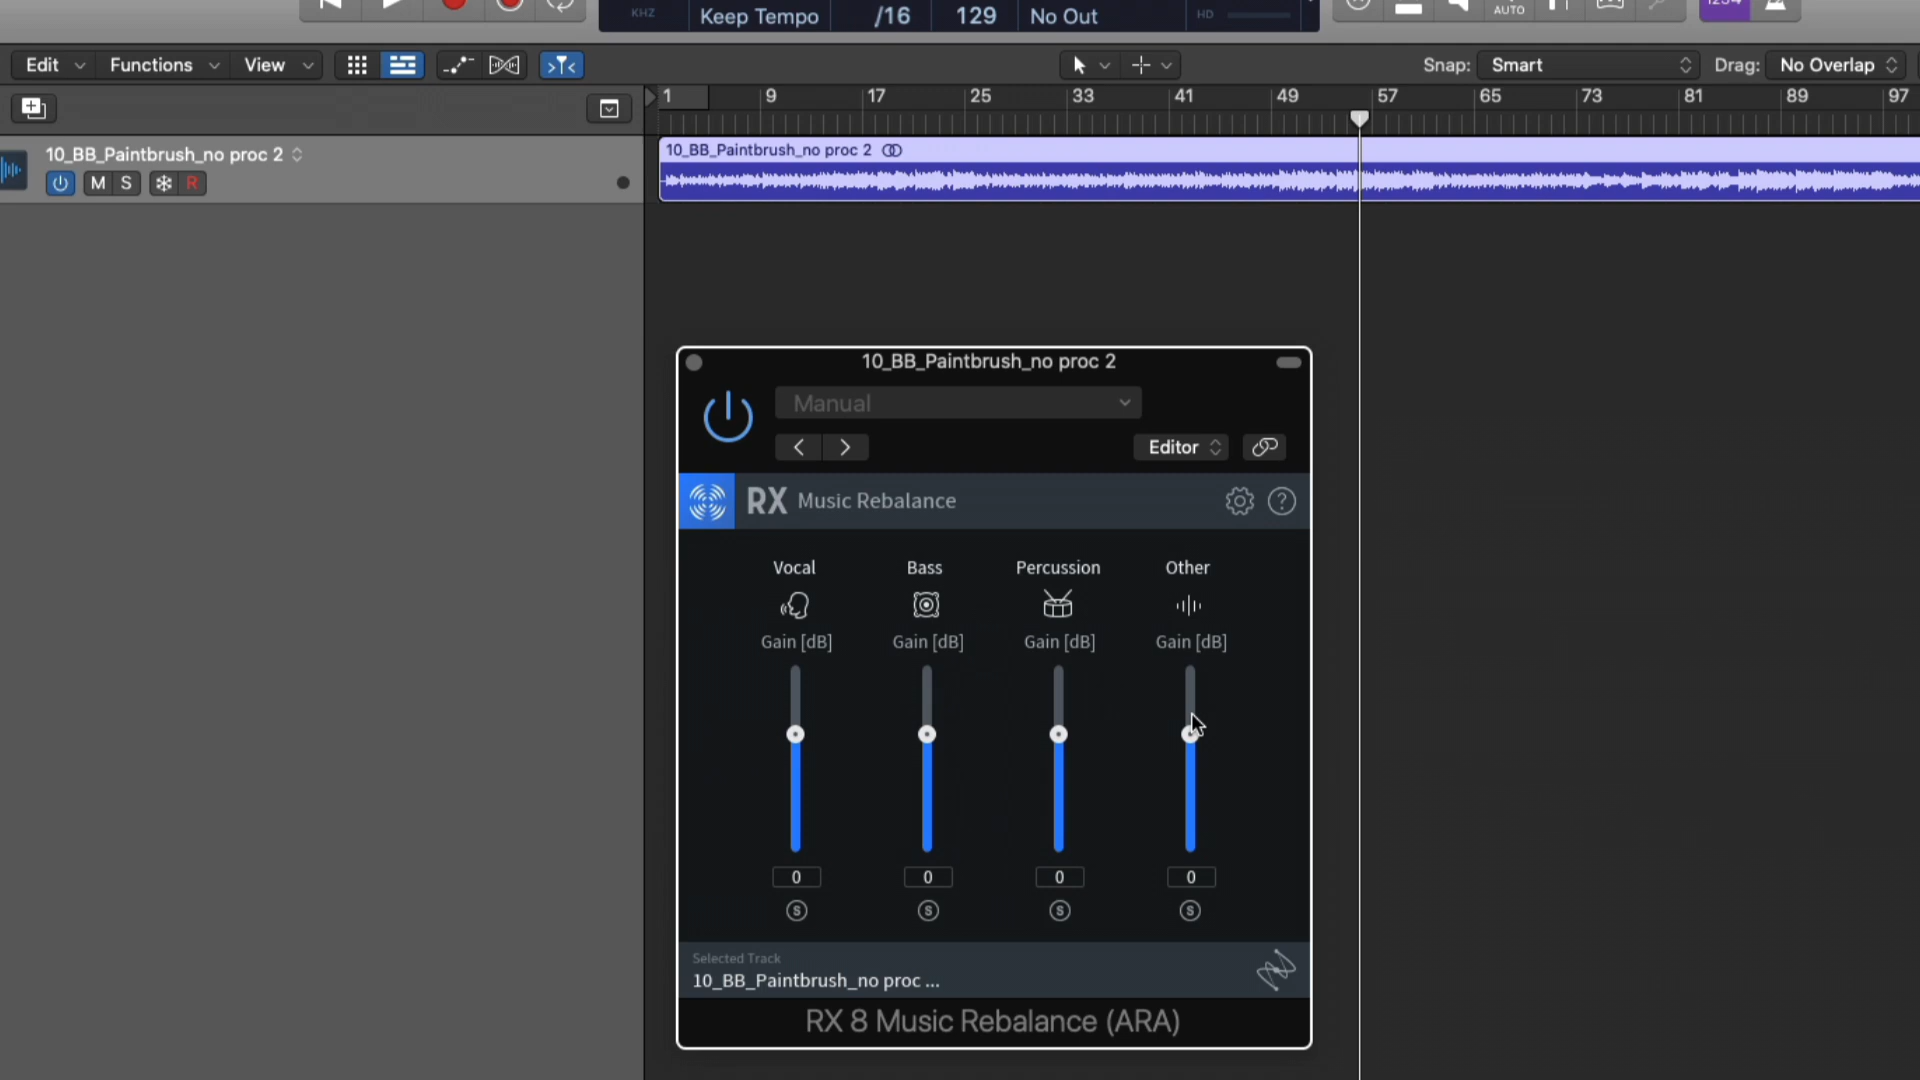 KHZ
Keep Tempo
/16
129
No Out
HD
AUTO
1234
Edit
Functions
View
Snap: Smart
Drag: No Overlap
1 9 17 25 33 41 49 57 65 73 81 89 97
10_BB_Paintbrush_no proc 2
M S R
10_BB_Paintbrush_no proc 2
10_BB_Paintbrush_no proc 2
Manual
Editor
RX Music Rebalance
?
Vocal Bass Percussion Other
Gain [dB] Gain [dB] Gain [dB] Gain [dB]
0 0 0 0
S S S S
Selected Track
10_BB_Paintbrush_no proc ...
RX 8 Music Rebalance (ARA)